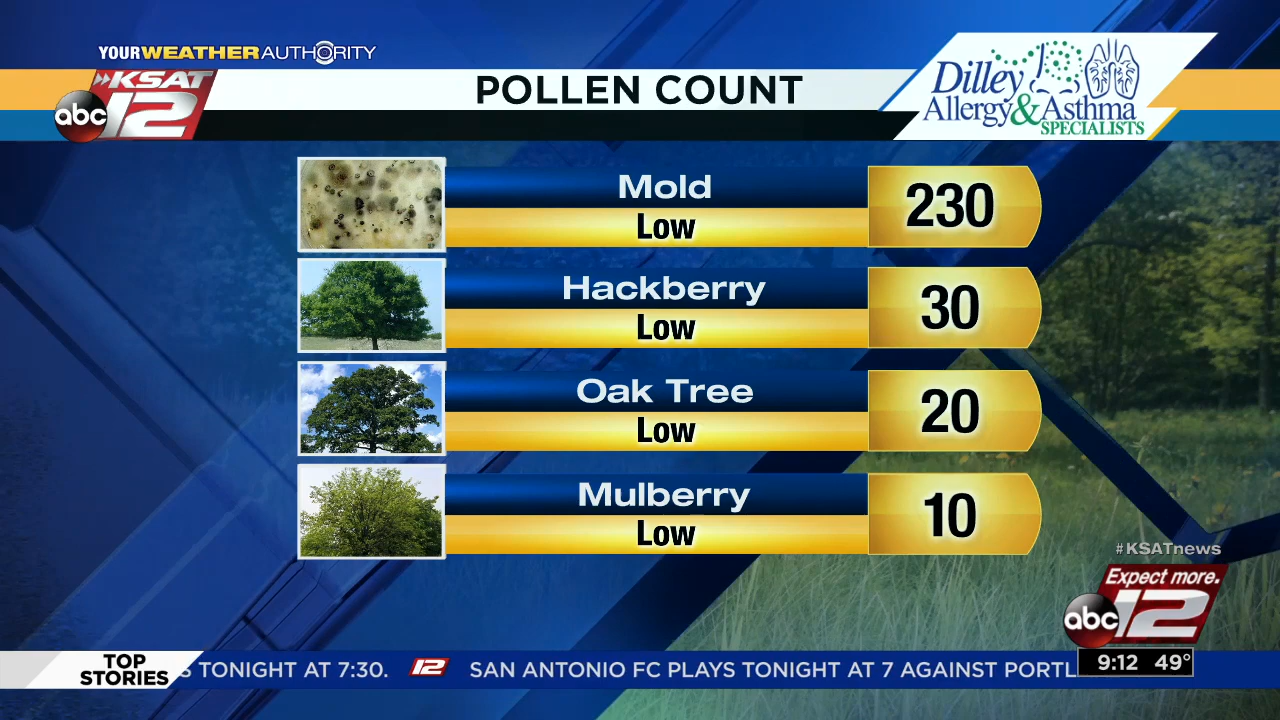 YOURWEATHERAUTHORITY
KSAT
abc 12
POLLEN COUNT
Dilley
Allergy&Asthma
SPECIALISTS
Mold
Low
230
Hackberry
Low
30
Oak Tree
Low
20
Mulberry
Low
10
#KSATnews
Expect more.
abc 12
TOP
STORIES
S TONIGHT AT 7:30. 12 SAN ANTONIO FC PLAYS TONIGHT AT 7 AGAINST PORTL
9:12 49°